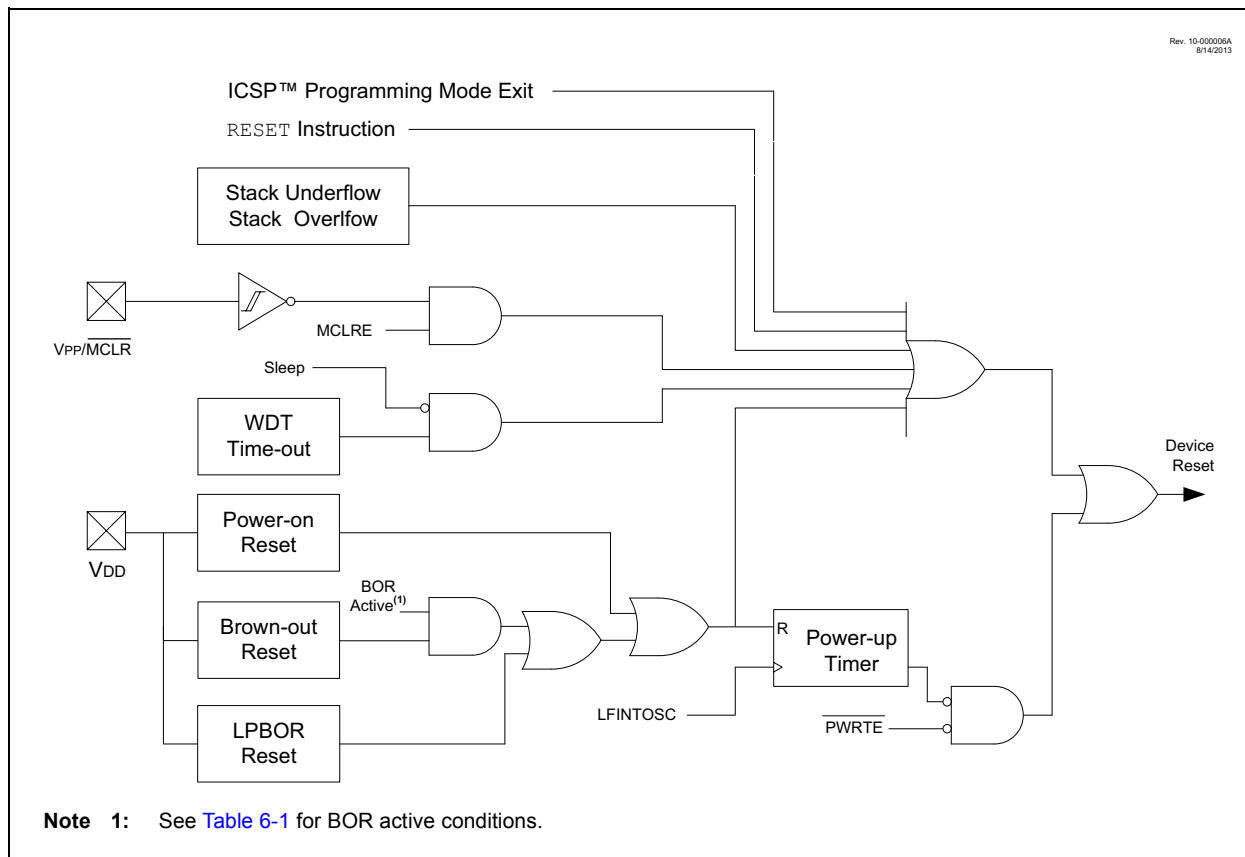 Rev. 10-000006A
8/14/2013
ICSP™ Programming Mode Exit
RESET Instruction
Stack Underflow
Stack Overlfow
VPP/MCLR
MCLRE
Sleep
WDT
Time-out
Device
Reset
VDD
Power-on
Reset
BOR
Active(1)
Brown-out
Reset
R
Power-up
Timer
LFINTOSC
PWRTE
LPBOR
Reset
Note 1: See Table 6-1 for BOR active conditions.